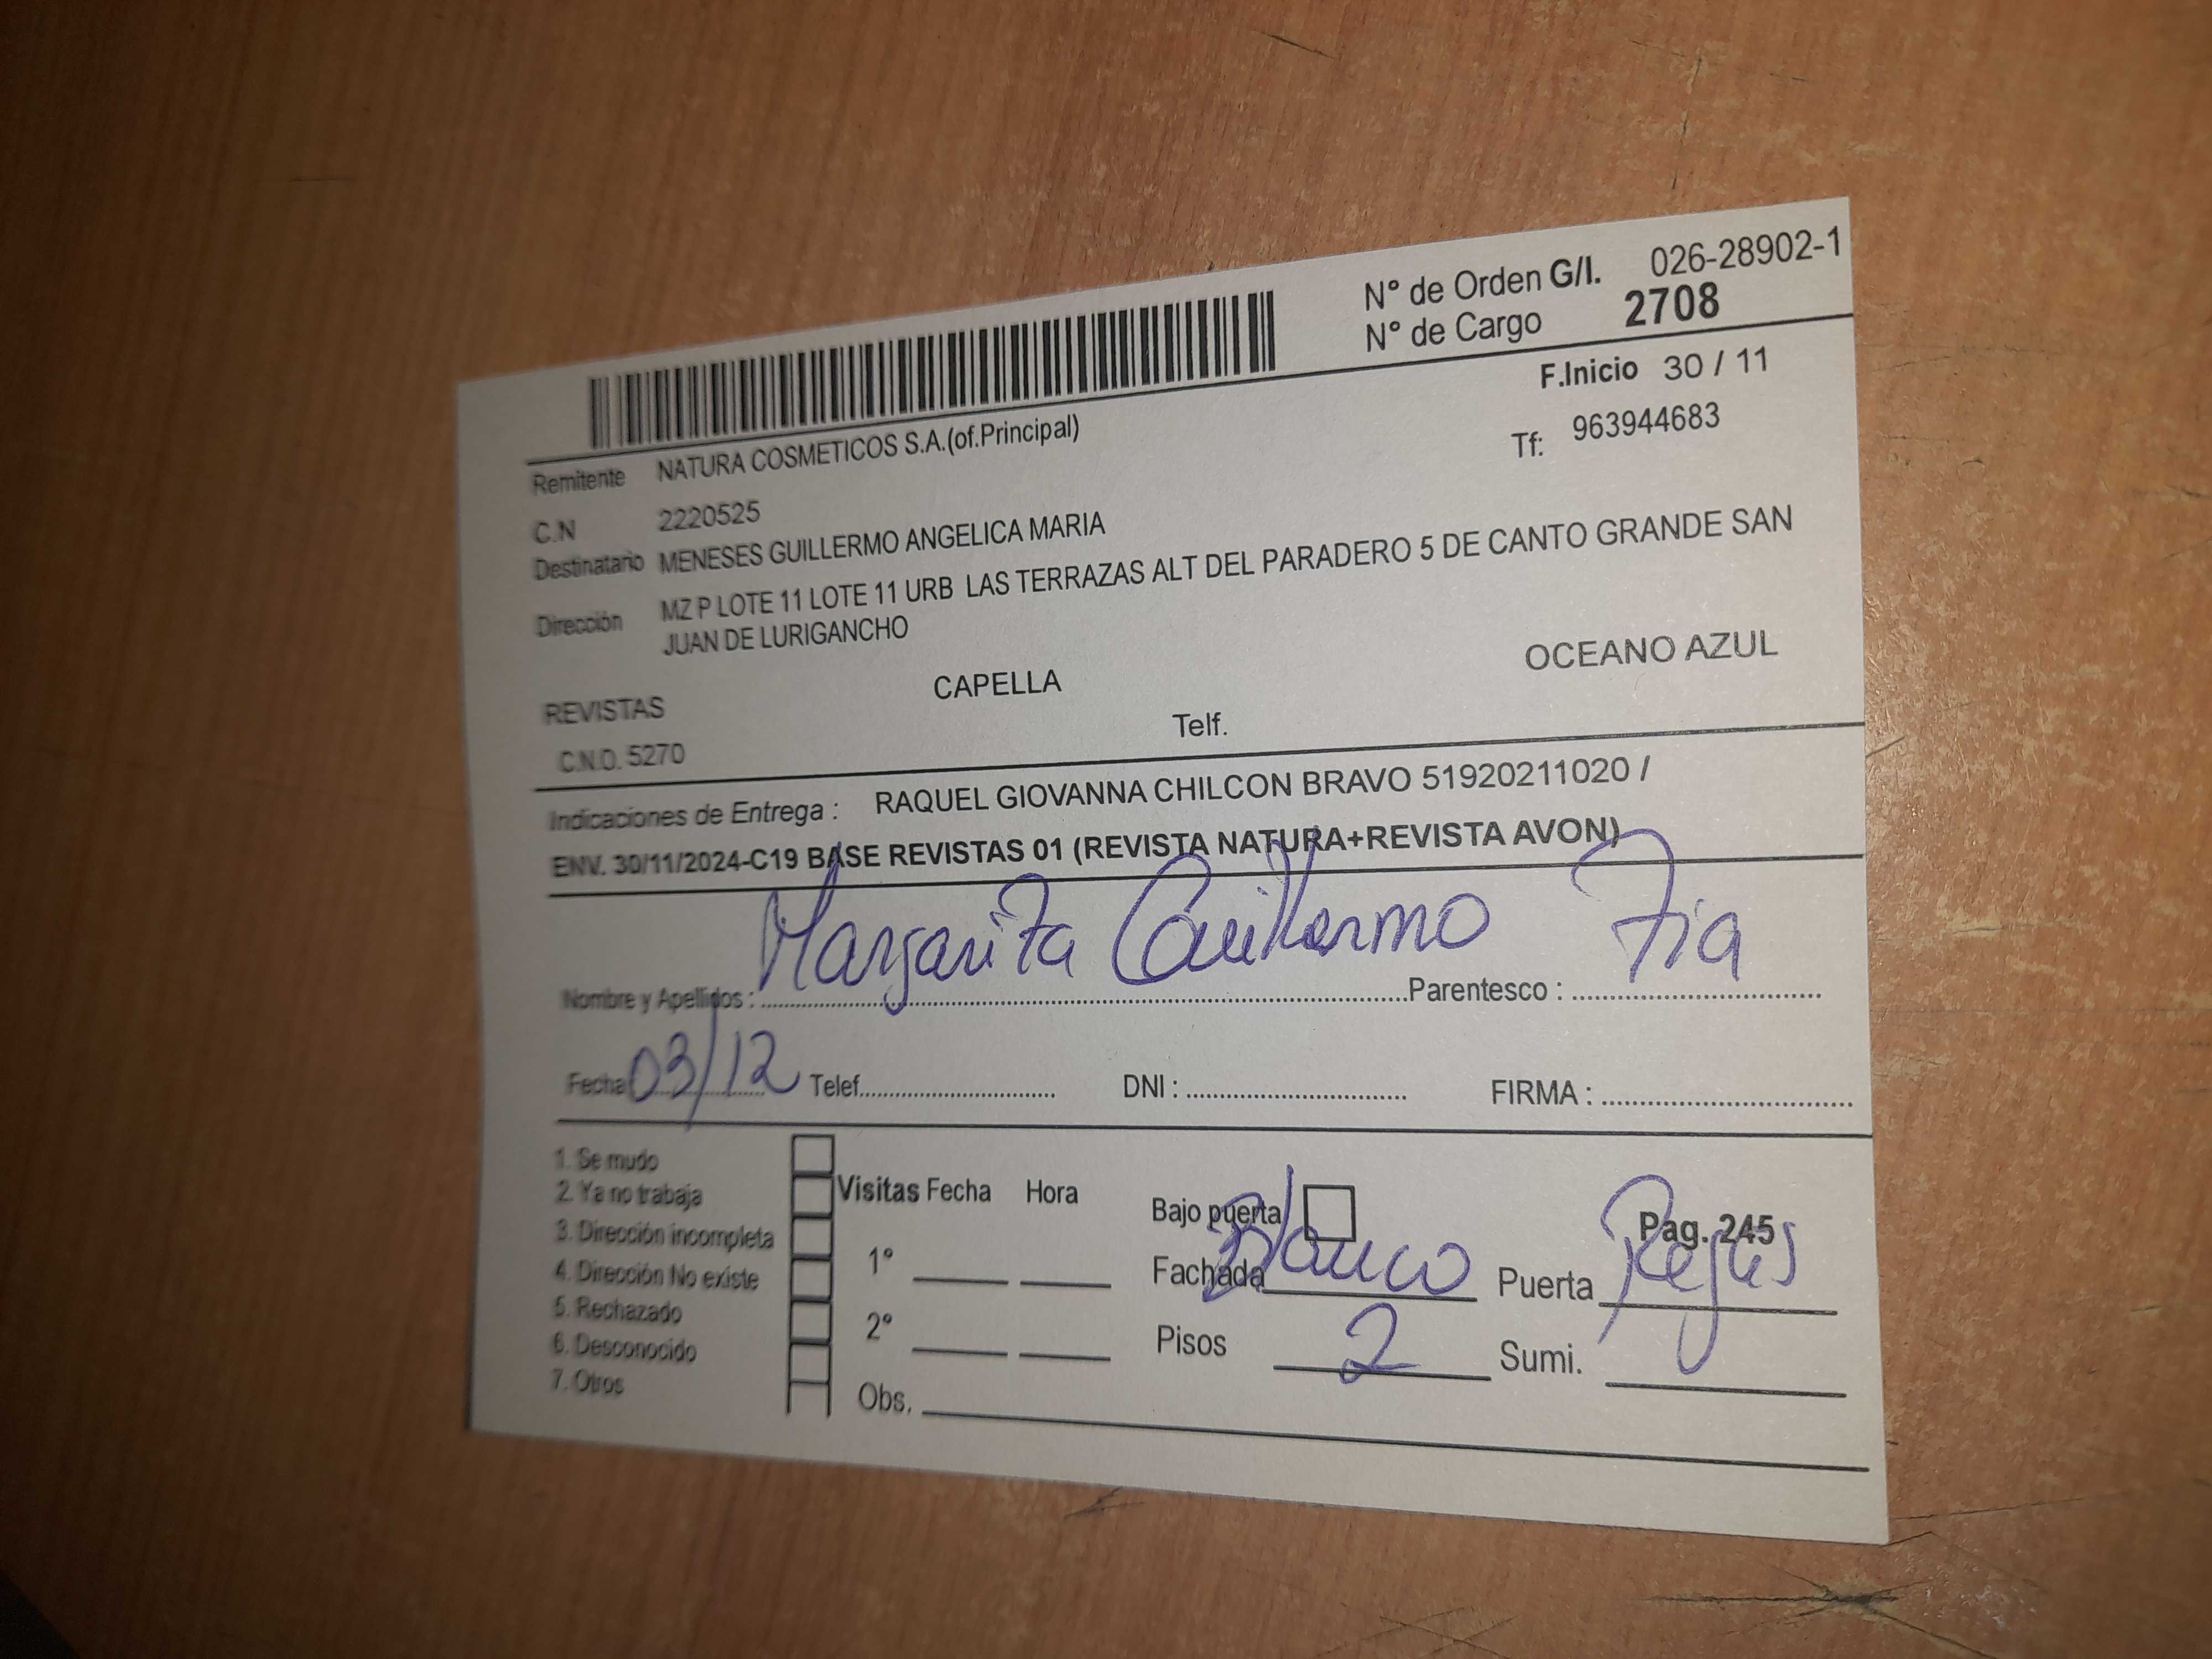 N° de Orden G/I. 026-28902-1
N° de Cargo 2708
F.Inicio 30 / 11
Remitente NATURA COSMETICOS S.A.(of.Principal)
Tf: 963944683
C.N 2220525
Destinatario MENESES GUILLERMO ANGELICA MARIA
Dirección MZ P LOTE 11 LOTE 11 URB LAS TERRAZAS ALT DEL PARADERO 5 DE CANTO GRANDE SAN
JUAN DE LURIGANCHO
REVISTAS CAPELLA OCEANO AZUL
C.N.O. 5270 Telf.
Indicaciones de Entrega : RAQUEL GIOVANNA CHILCON BRAVO 51920211020 /
ENV. 30/11/2024-C19 BASE REVISTAS 01 (REVISTA NATURA+REVISTA AVON)
Nombre y Apellidos : Margarita Guillermo Parentesco : Tia
Fecha 03/12 Telef. DNI : FIRMA :
1. Se mudo
2. Ya no trabaja
3. Dirección incompleta
4. Dirección No existe
5. Rechazado
6. Desconocido
7. Otros
Visitas Fecha Hora
1°
2°
Obs.
Bajo puerta Pag. 245
Fachada Blanco Puerta Rejas
Pisos 2 Sumi.